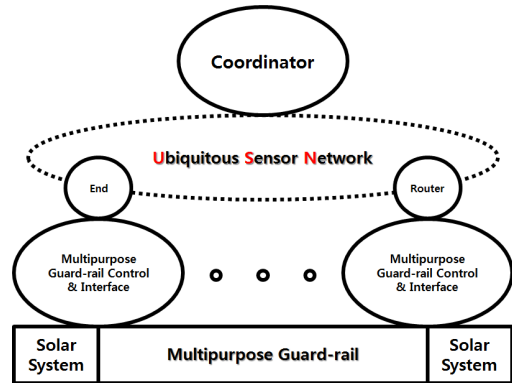 Coordinator
Ubiquitous Sensor Network
End
Router
Multipurpose
Guard-rail Control
& Interface
Multipurpose
Guard-rail Control
& Interface
Solar
System
Multipurpose Guard-rail
Solar
System